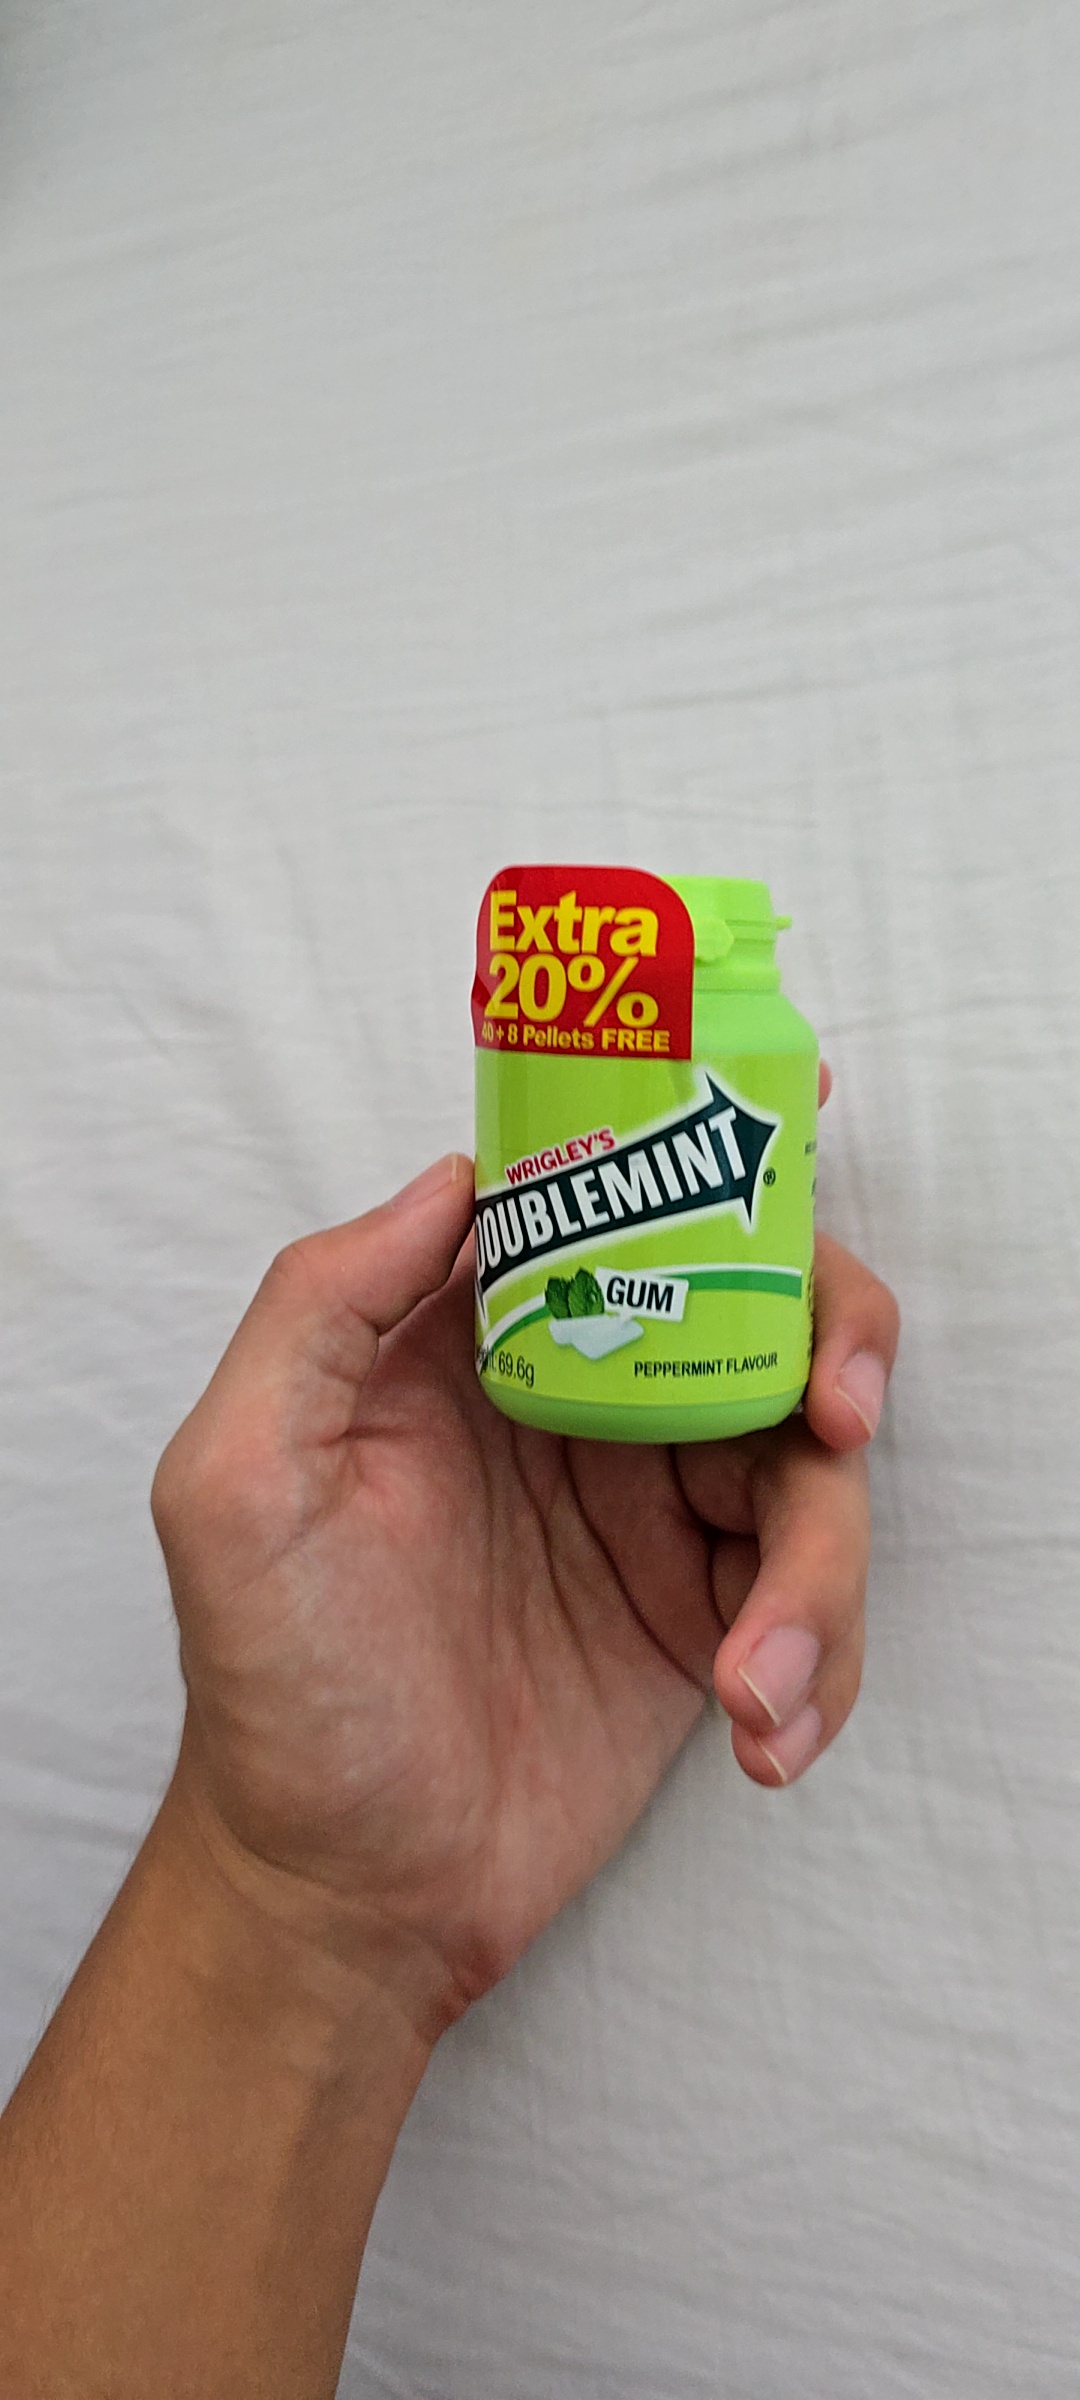 Extra
20%
40+8 Pellets FREE
WRIGLEY'S
DOUBLEMINT
®
GUM
69.6g
PEPPERMINT FLAVOUR